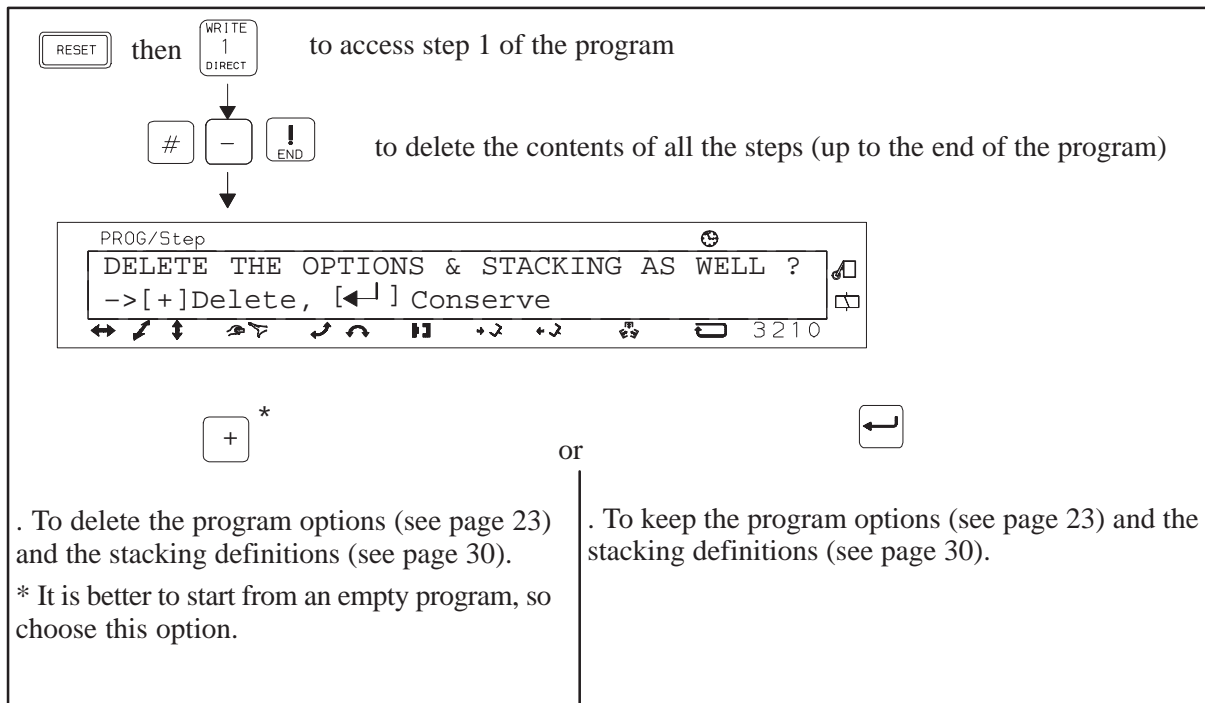 RESET then WRITE 1 DIRECT to access step 1 of the program
# - ! END to delete the contents of all the steps (up to the end of the program)
PROG/Step
DELETE THE OPTIONS & STACKING AS WELL ?
->[+]Delete, [↵] Conserve
3210
+ *
or
. To delete the program options (see page 23)
and the stacking definitions (see page 30).
* It is better to start from an empty program, so
choose this option.
. To keep the program options (see page 23) and the
stacking definitions (see page 30).